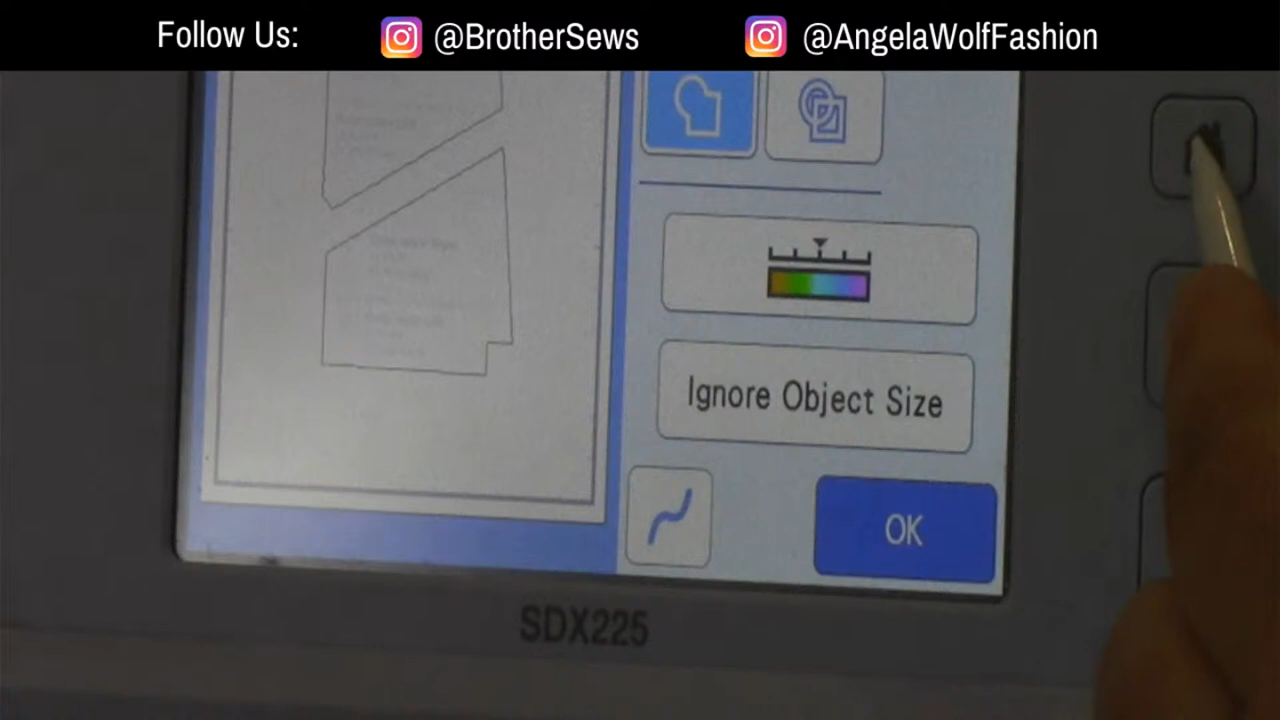 Follow Us:
@BrotherSews
@AngelaWolfFashion
Ignore Object Size
OK
SDX225